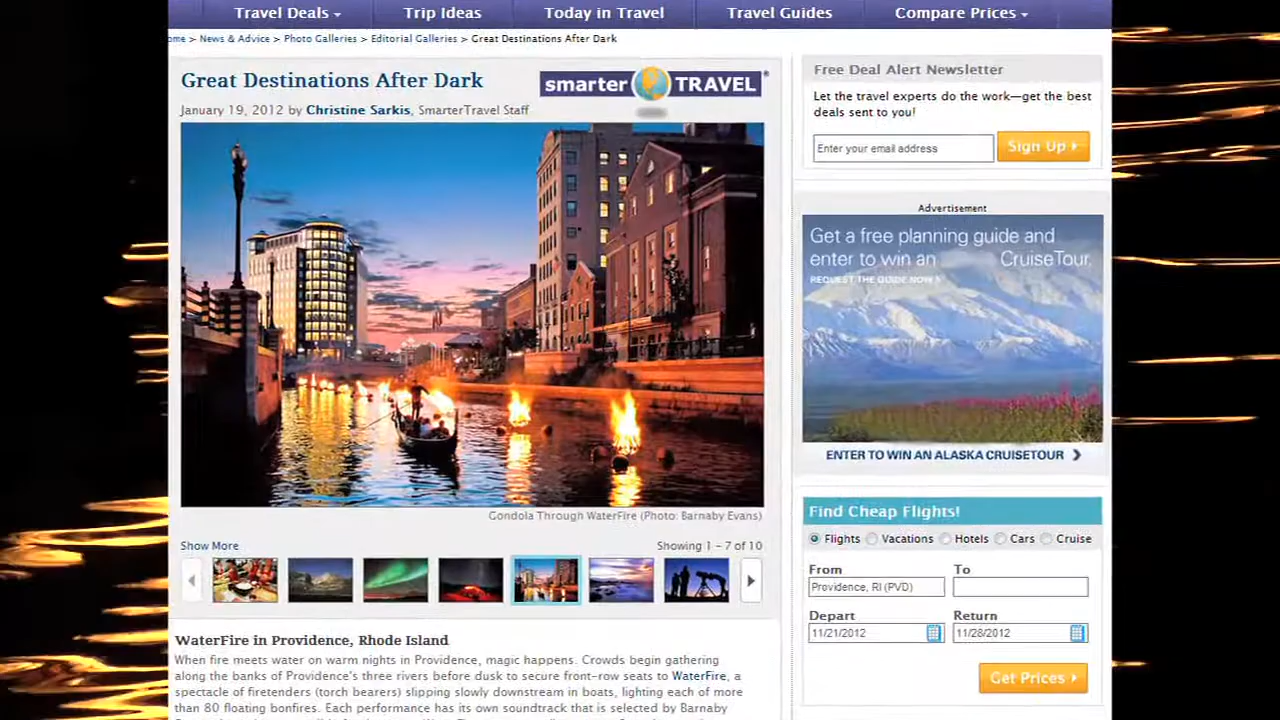 Travel Deals
Trip Ideas
Today in Travel
Travel Guides
Compare Prices
ome > News & Advice > Photo Galleries > Editorial Galleries > Great Destinations After Dark
Great Destinations After Dark
smarter TRAVEL
January 19, 2012 by Christine Sarkis, SmarterTravel Staff
Gondola Through WaterFire (Photo: Barnaby Evans)
Show More
Showing 1 - 7 of 10
WaterFire in Providence, Rhode Island
When fire meets water on warm nights in Providence, magic happens. Crowds begin gathering
along the banks of Providence's three rivers before dusk to secure front-row seats to WaterFire, a
spectacle of firetenders (torch bearers) slipping slowly downstream in boats, lighting each of more
than 80 floating bonfires. Each performance has its own soundtrack that is selected by Barnaby
Free Deal Alert Newsletter
Let the travel experts do the work—get the best
deals sent to you!
Enter your email address
Sign Up
Advertisement
Get a free planning guide and
enter to win an CruiseTour.
REQUEST THE GUIDE NOW
ENTER TO WIN AN ALASKA CRUISETOUR
Find Cheap Flights!
Flights Vacations Hotels Cars Cruise
From To
Providence, RI (PVD)
Depart Return
11/21/2012 11/28/2012
Get Prices